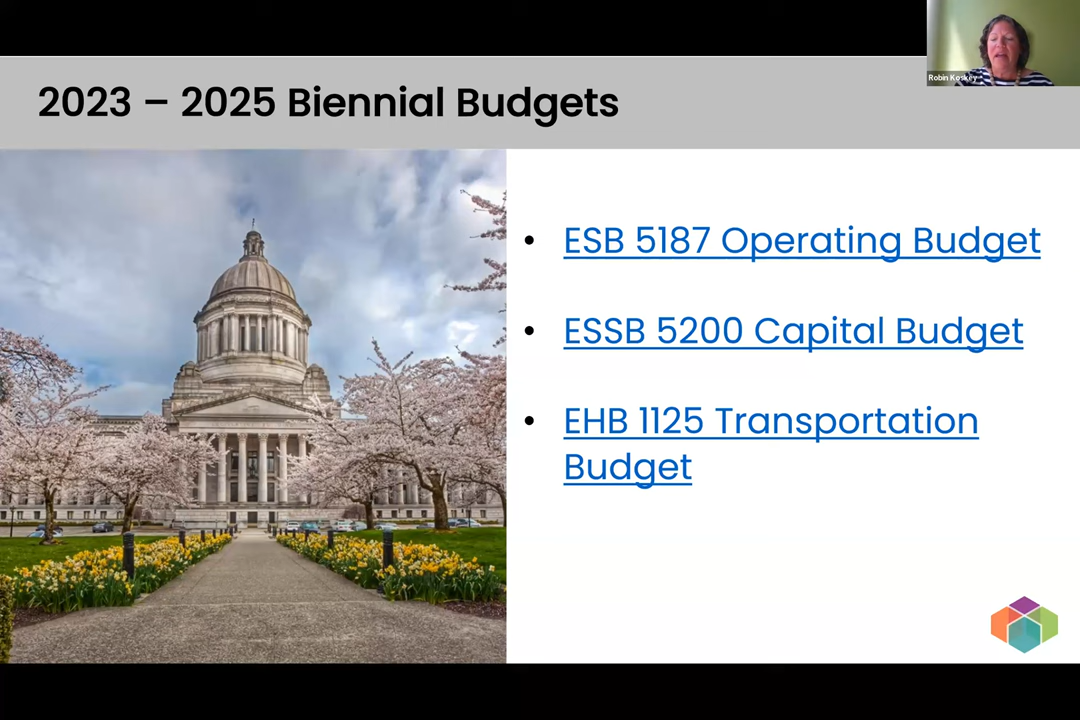 Robin Koskey
2023 – 2025 Biennial Budgets
ESB 5187 Operating Budget
ESSB 5200 Capital Budget
EHB 1125 Transportation
Budget